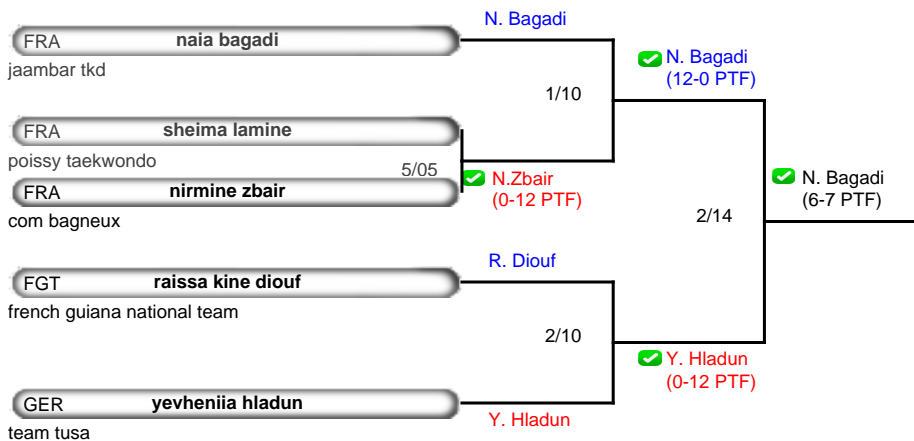 N. Bagadi
FRA naia bagadi
jaambar tkd
N. Bagadi
(12-0 PTF)
1/10
FRA sheima lamine
poissy taekwondo
5/05
N.Zbair
(0-12 PTF)
N. Bagadi
(6-7 PTF)
FRA nirmine zbair
com bagneux
2/14
R. Diouf
FGT raissa kine diouf
french guiana national team
2/10
Y. Hladun
(0-12 PTF)
GER yevheniia hladun
Y. Hladun
team tusa